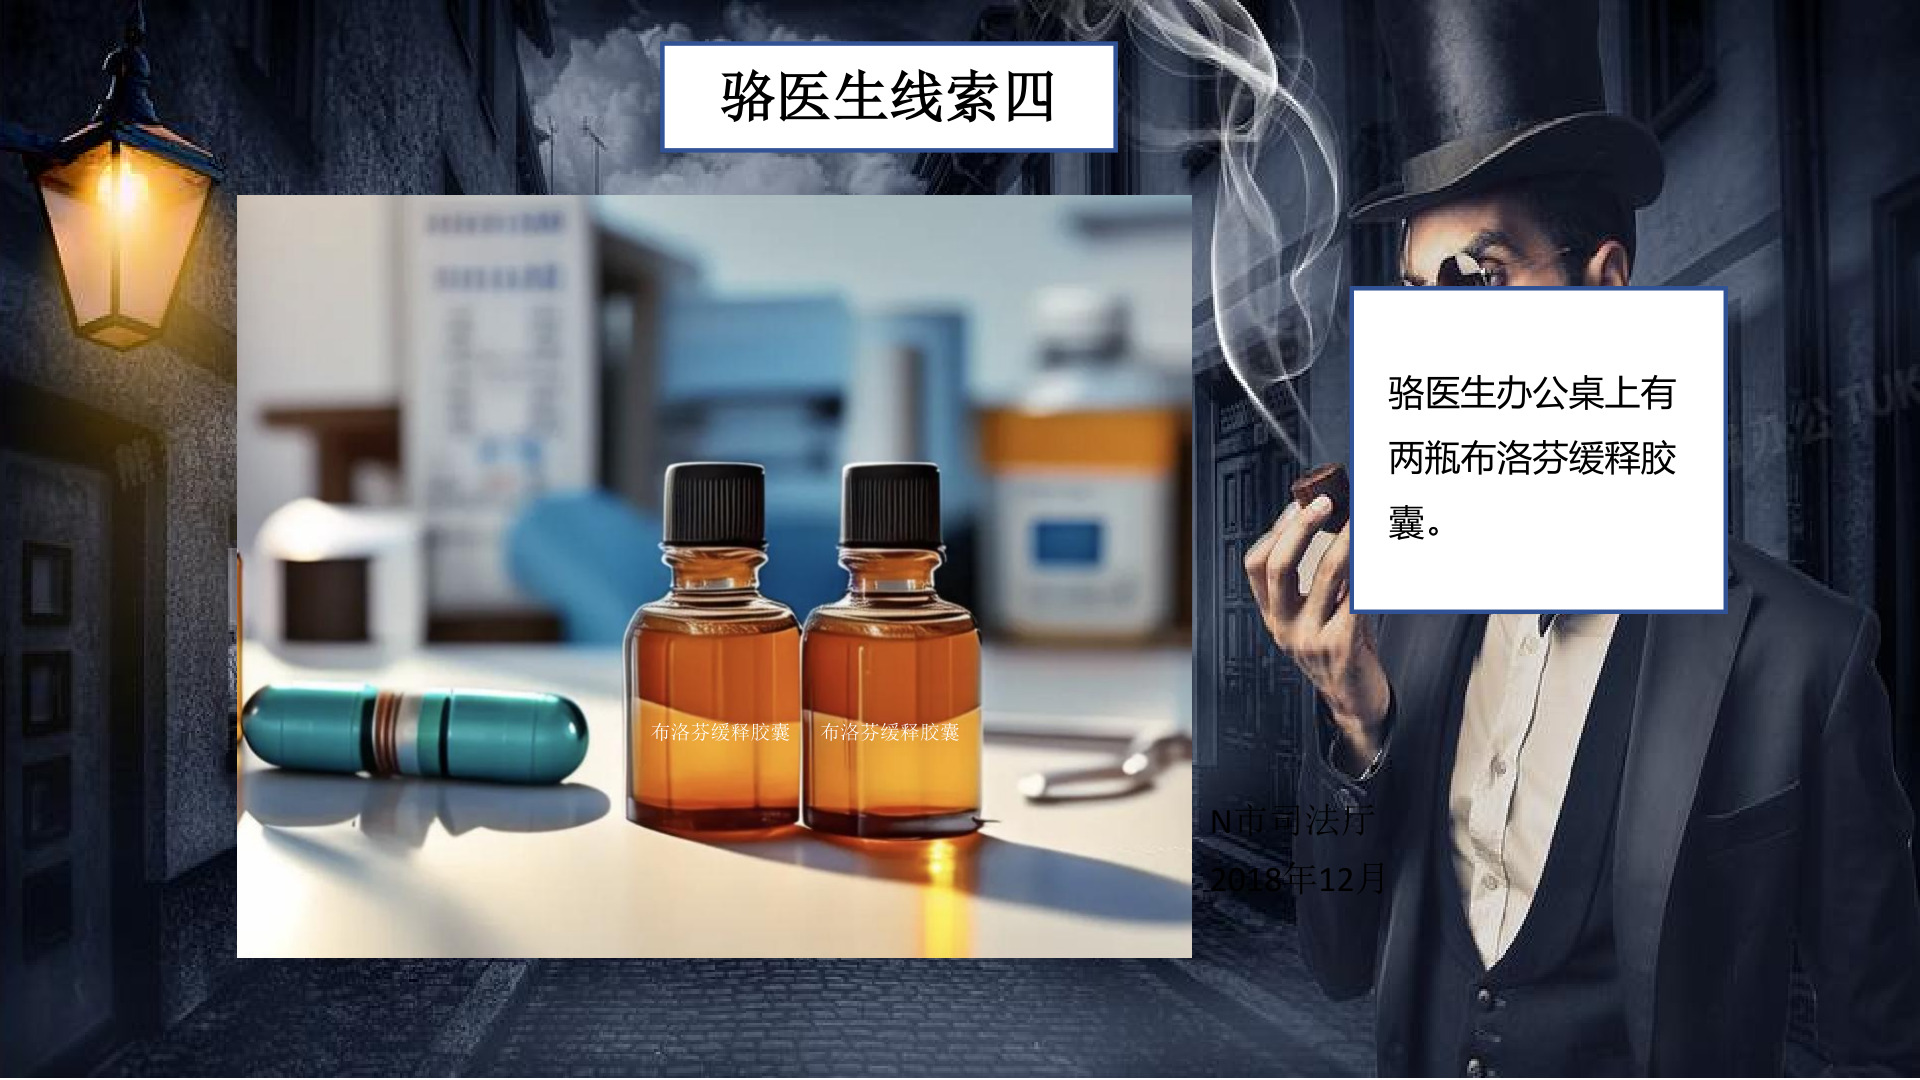 骆医生线索四
骆医生办公桌上有
两瓶布洛芬缓释胶
囊。
布洛芬缓释胶囊 布洛芬缓释胶囊
N市司法厅
2018年12月